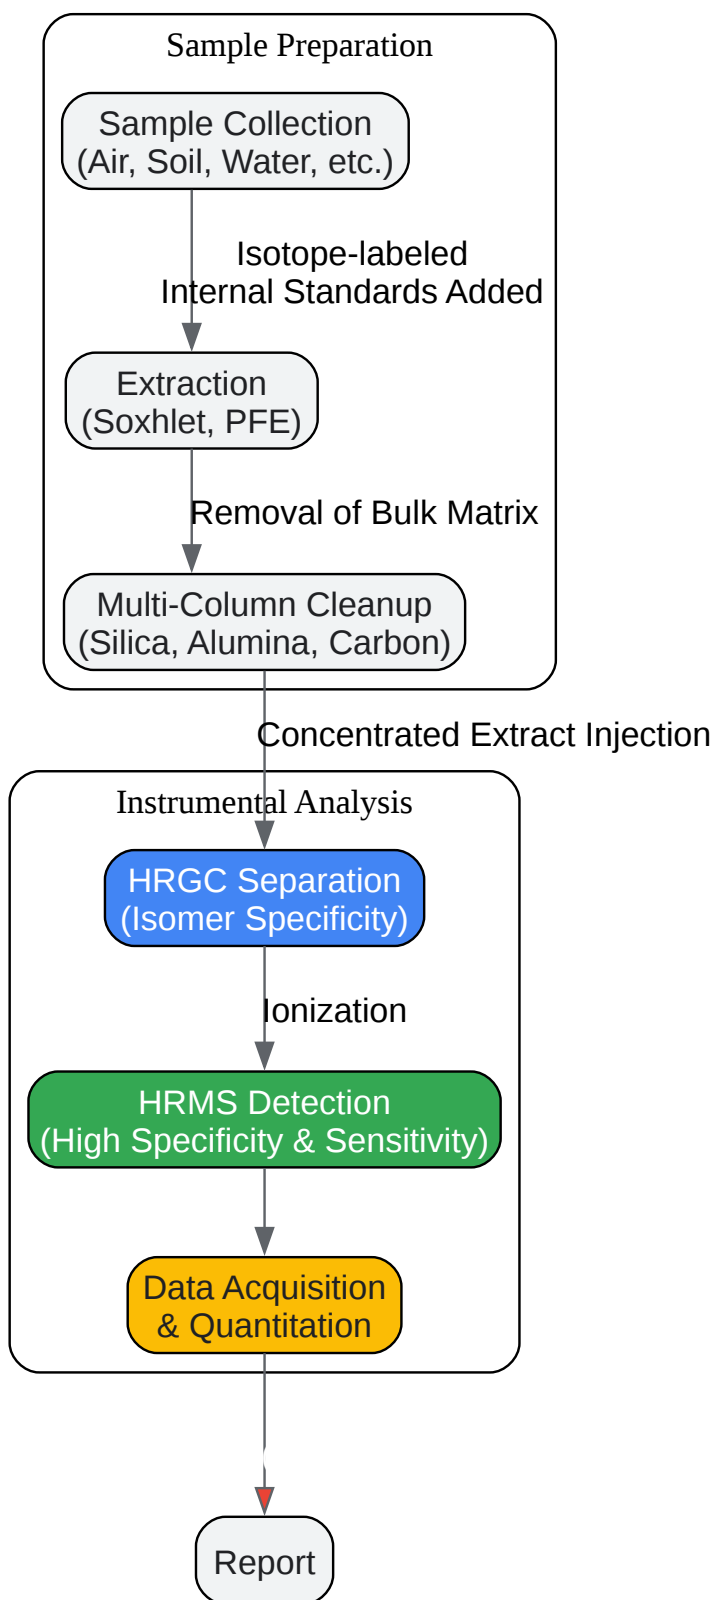 Sample Preparation
Sample Collection
(Air, Soil, Water, etc.)
Isotope-labeled
Internal Standards Added
Extraction
(Soxhlet, PFE)
Removal of Bulk Matrix
Multi-Column Cleanup
(Silica, Alumina, Carbon)
Concentrated Extract Injection
Instrumental Analysis
HRGC Separation
(Isomer Specificity)
Ionization
HRMS Detection
(High Specificity & Sensitivity)
Data Acquisition
& Quantitation
Report